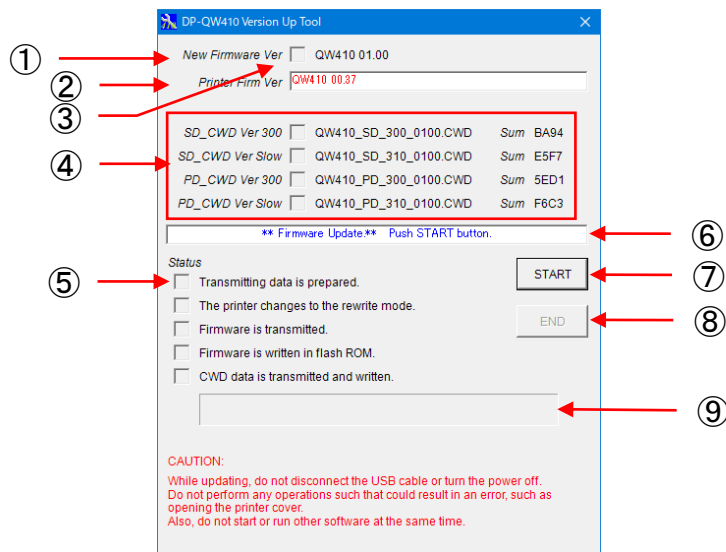 DP-QW410 Version Up Tool
① New Firmware Ver QW410 01.00
② Printer Firm Ver QW410 00.37
③
④ SD_CWD Ver 300 QW410_SD_300_0100.CWD Sum BA94
SD_CWD Ver Slow QW410_SD_310_0100.CWD Sum E5F7
PD_CWD Ver 300 QW410_PD_300_0100.CWD Sum 5ED1
PD_CWD Ver Slow QW410_PD_310_0100.CWD Sum F6C3
** Firmware Update.** Push START button. ⑥
Status
⑤ Transmitting data is prepared. START ⑦
The printer changes to the rewrite mode.
Firmware is transmitted. END ⑧
Firmware is written in flash ROM.
CWD data is transmitted and written.
⑨
CAUTION:
While updating, do not disconnect the USB cable or turn the power off.
Do not perform any operations such that could result in an error, such as
opening the printer cover.
Also, do not start or run other software at the same time.